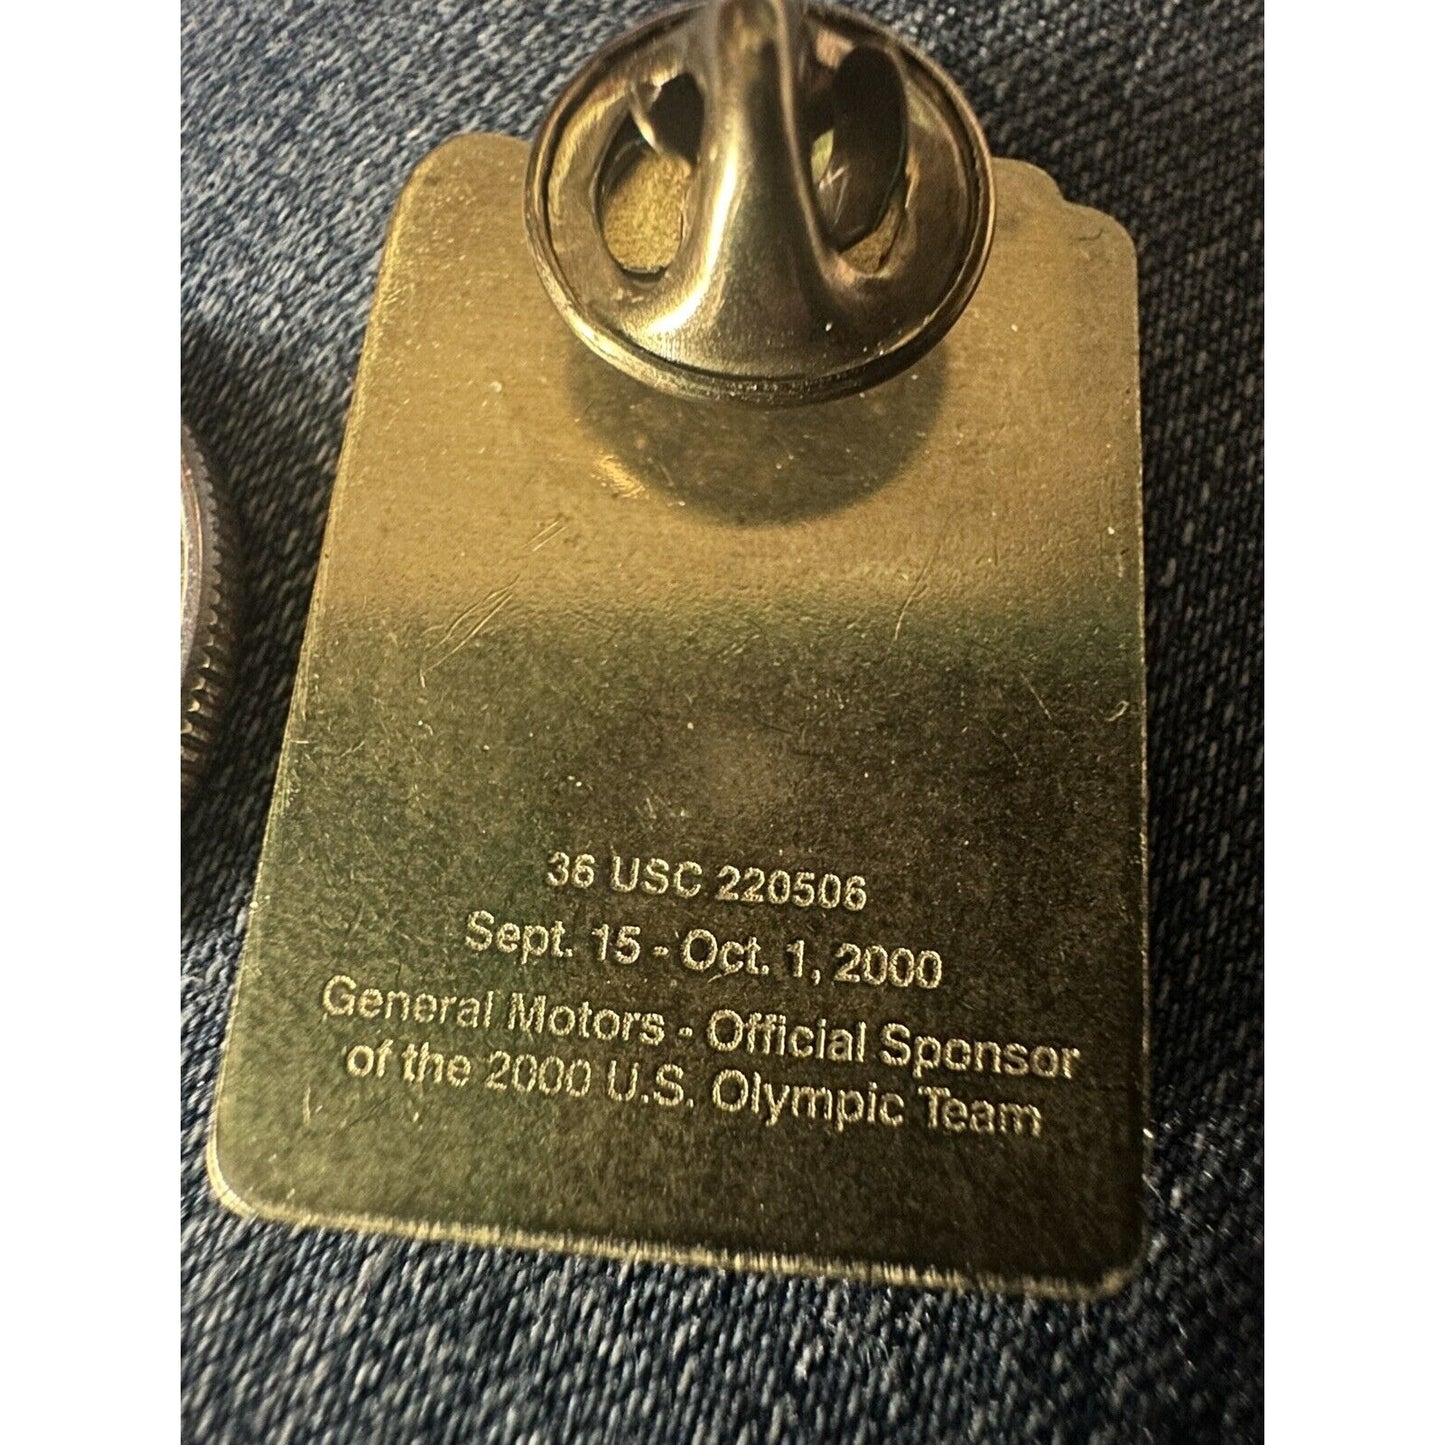 36 USC 220506
Sept. 15 - Oct. 1, 2000
General Motors - Official Sponsor
of the 2000 U.S. Olympic Team